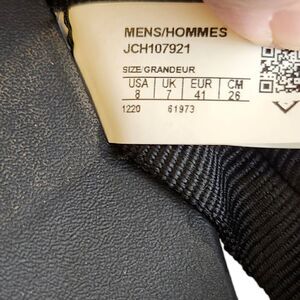 MENS/HOMMES
JCH107921
SIZE/GRANDEUR
USA UK EUR CM
8 7 41 26
1220 61973